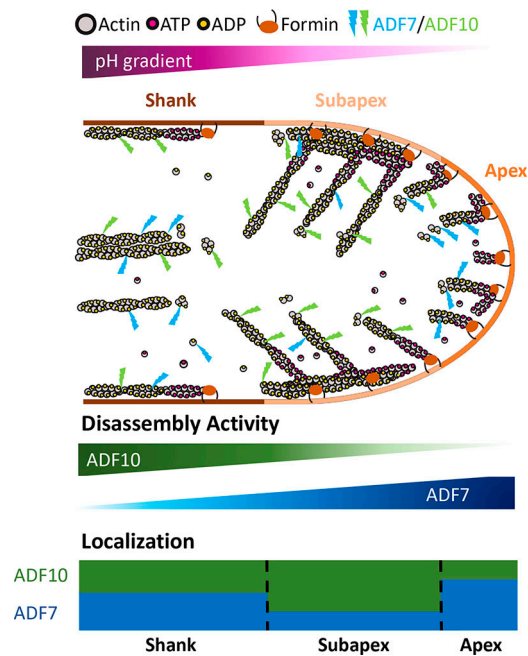 Actin ATP ADP Formin ADF7/ADF10
pH gradient
Shank Subapex
Apex
Disassembly Activity
ADF10
ADF7
Localization
ADF10
ADF7
Shank Subapex Apex